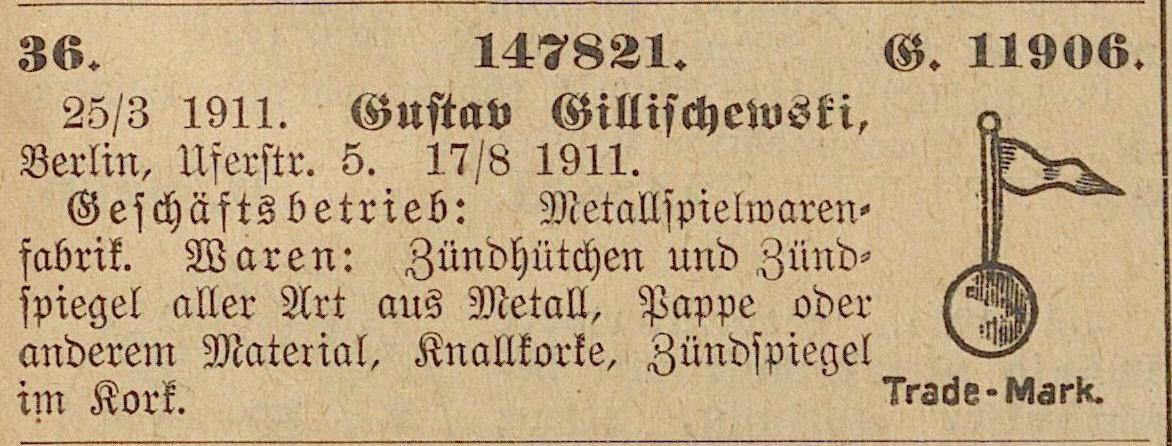 36. 147821. G. 11906.
25/3 1911. Guſtav Gilliſchewski,
Berlin, Uferſtr. 5. 17/8 1911.
Geſchäftsbetrieb: Metallſpielwaren-
fabrik. Waren: Zündhütchen und Zünd-
ſpiegel aller Art aus Metall, Pappe oder
anderem Material, Knallkorke, Zündſpiegel
im Kork.
Trade-Mark.